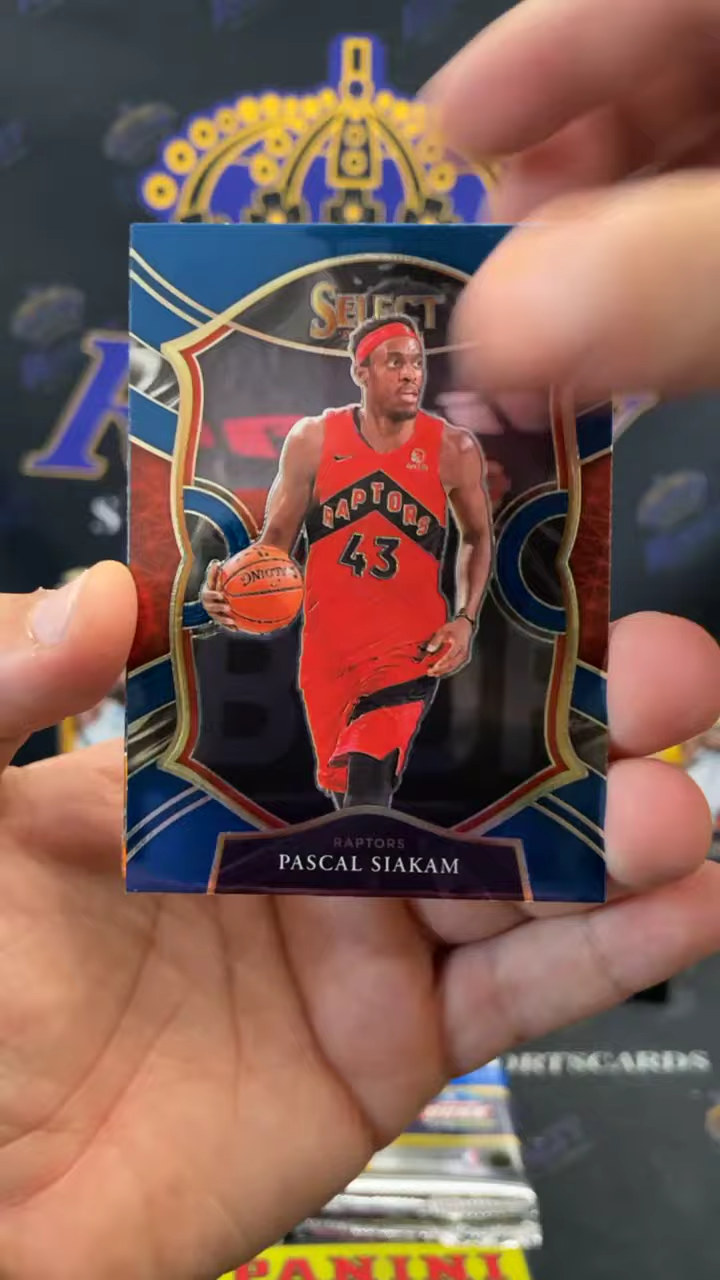 SELECT
RAPTORS
43
RAPTORS
PASCAL SIAKAM
ORTSCARDS
PANINI